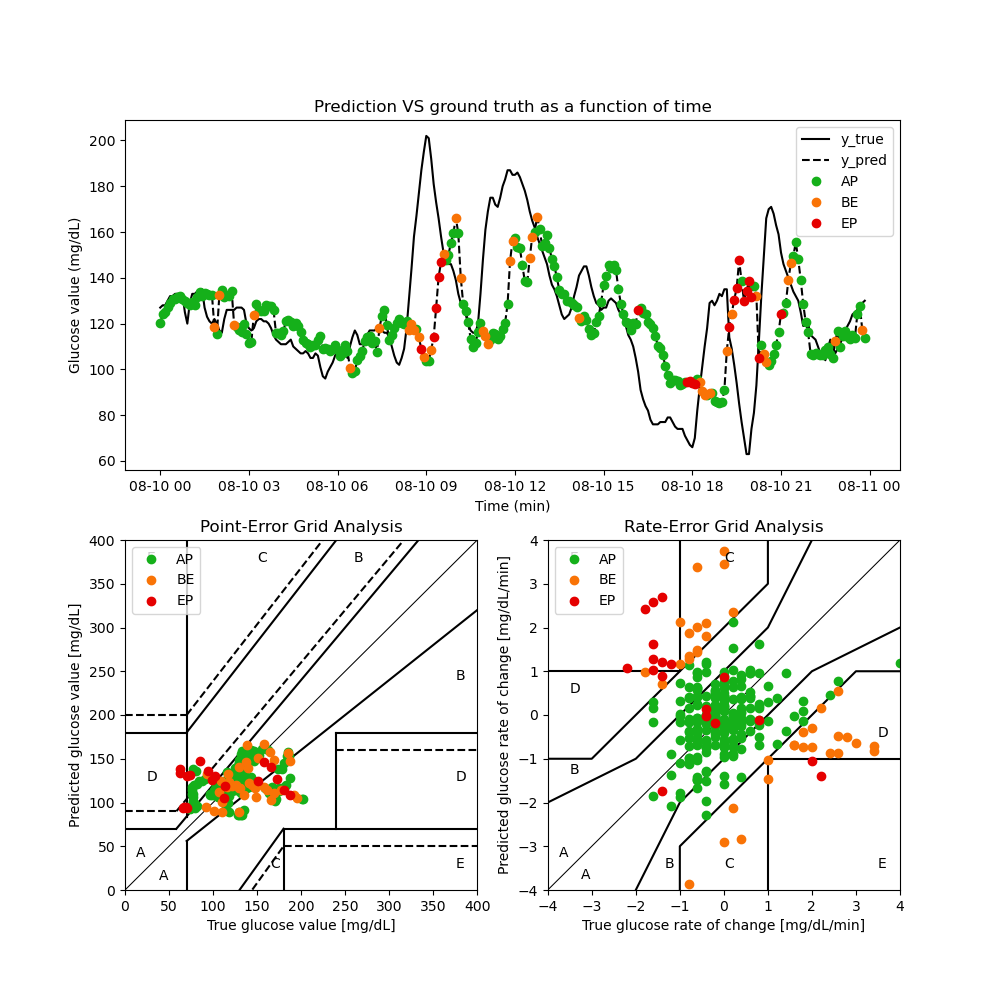 Prediction VS ground truth as a function of time
Glucose value (mg/dL)
200
180
160
140
120
100
80
60
y_true
y_pred
AP
BE
EP
08-10 00 08-10 03 08-10 06 08-10 09 08-10 12 08-10 15 08-10 18 08-10 21 08-11 00
Time (min)
Point-Error Grid Analysis
Predicted glucose value [mg/dL]
400
350
300
250
200
150
100
50
0
AP
BE
EP
C B
B
D D
A
A C E
0 50 100 150 200 250 300 350 400
True glucose value [mg/dL]
Rate-Error Grid Analysis
Predicted glucose rate of change [mg/dL/min]
4
3
2
1
0
−1
−2
−3
−4
AP
BE
EP
C
D
D
B
A
A B C E
−4 −3 −2 −1 0 1 2 3 4
True glucose rate of change [mg/dL/min]